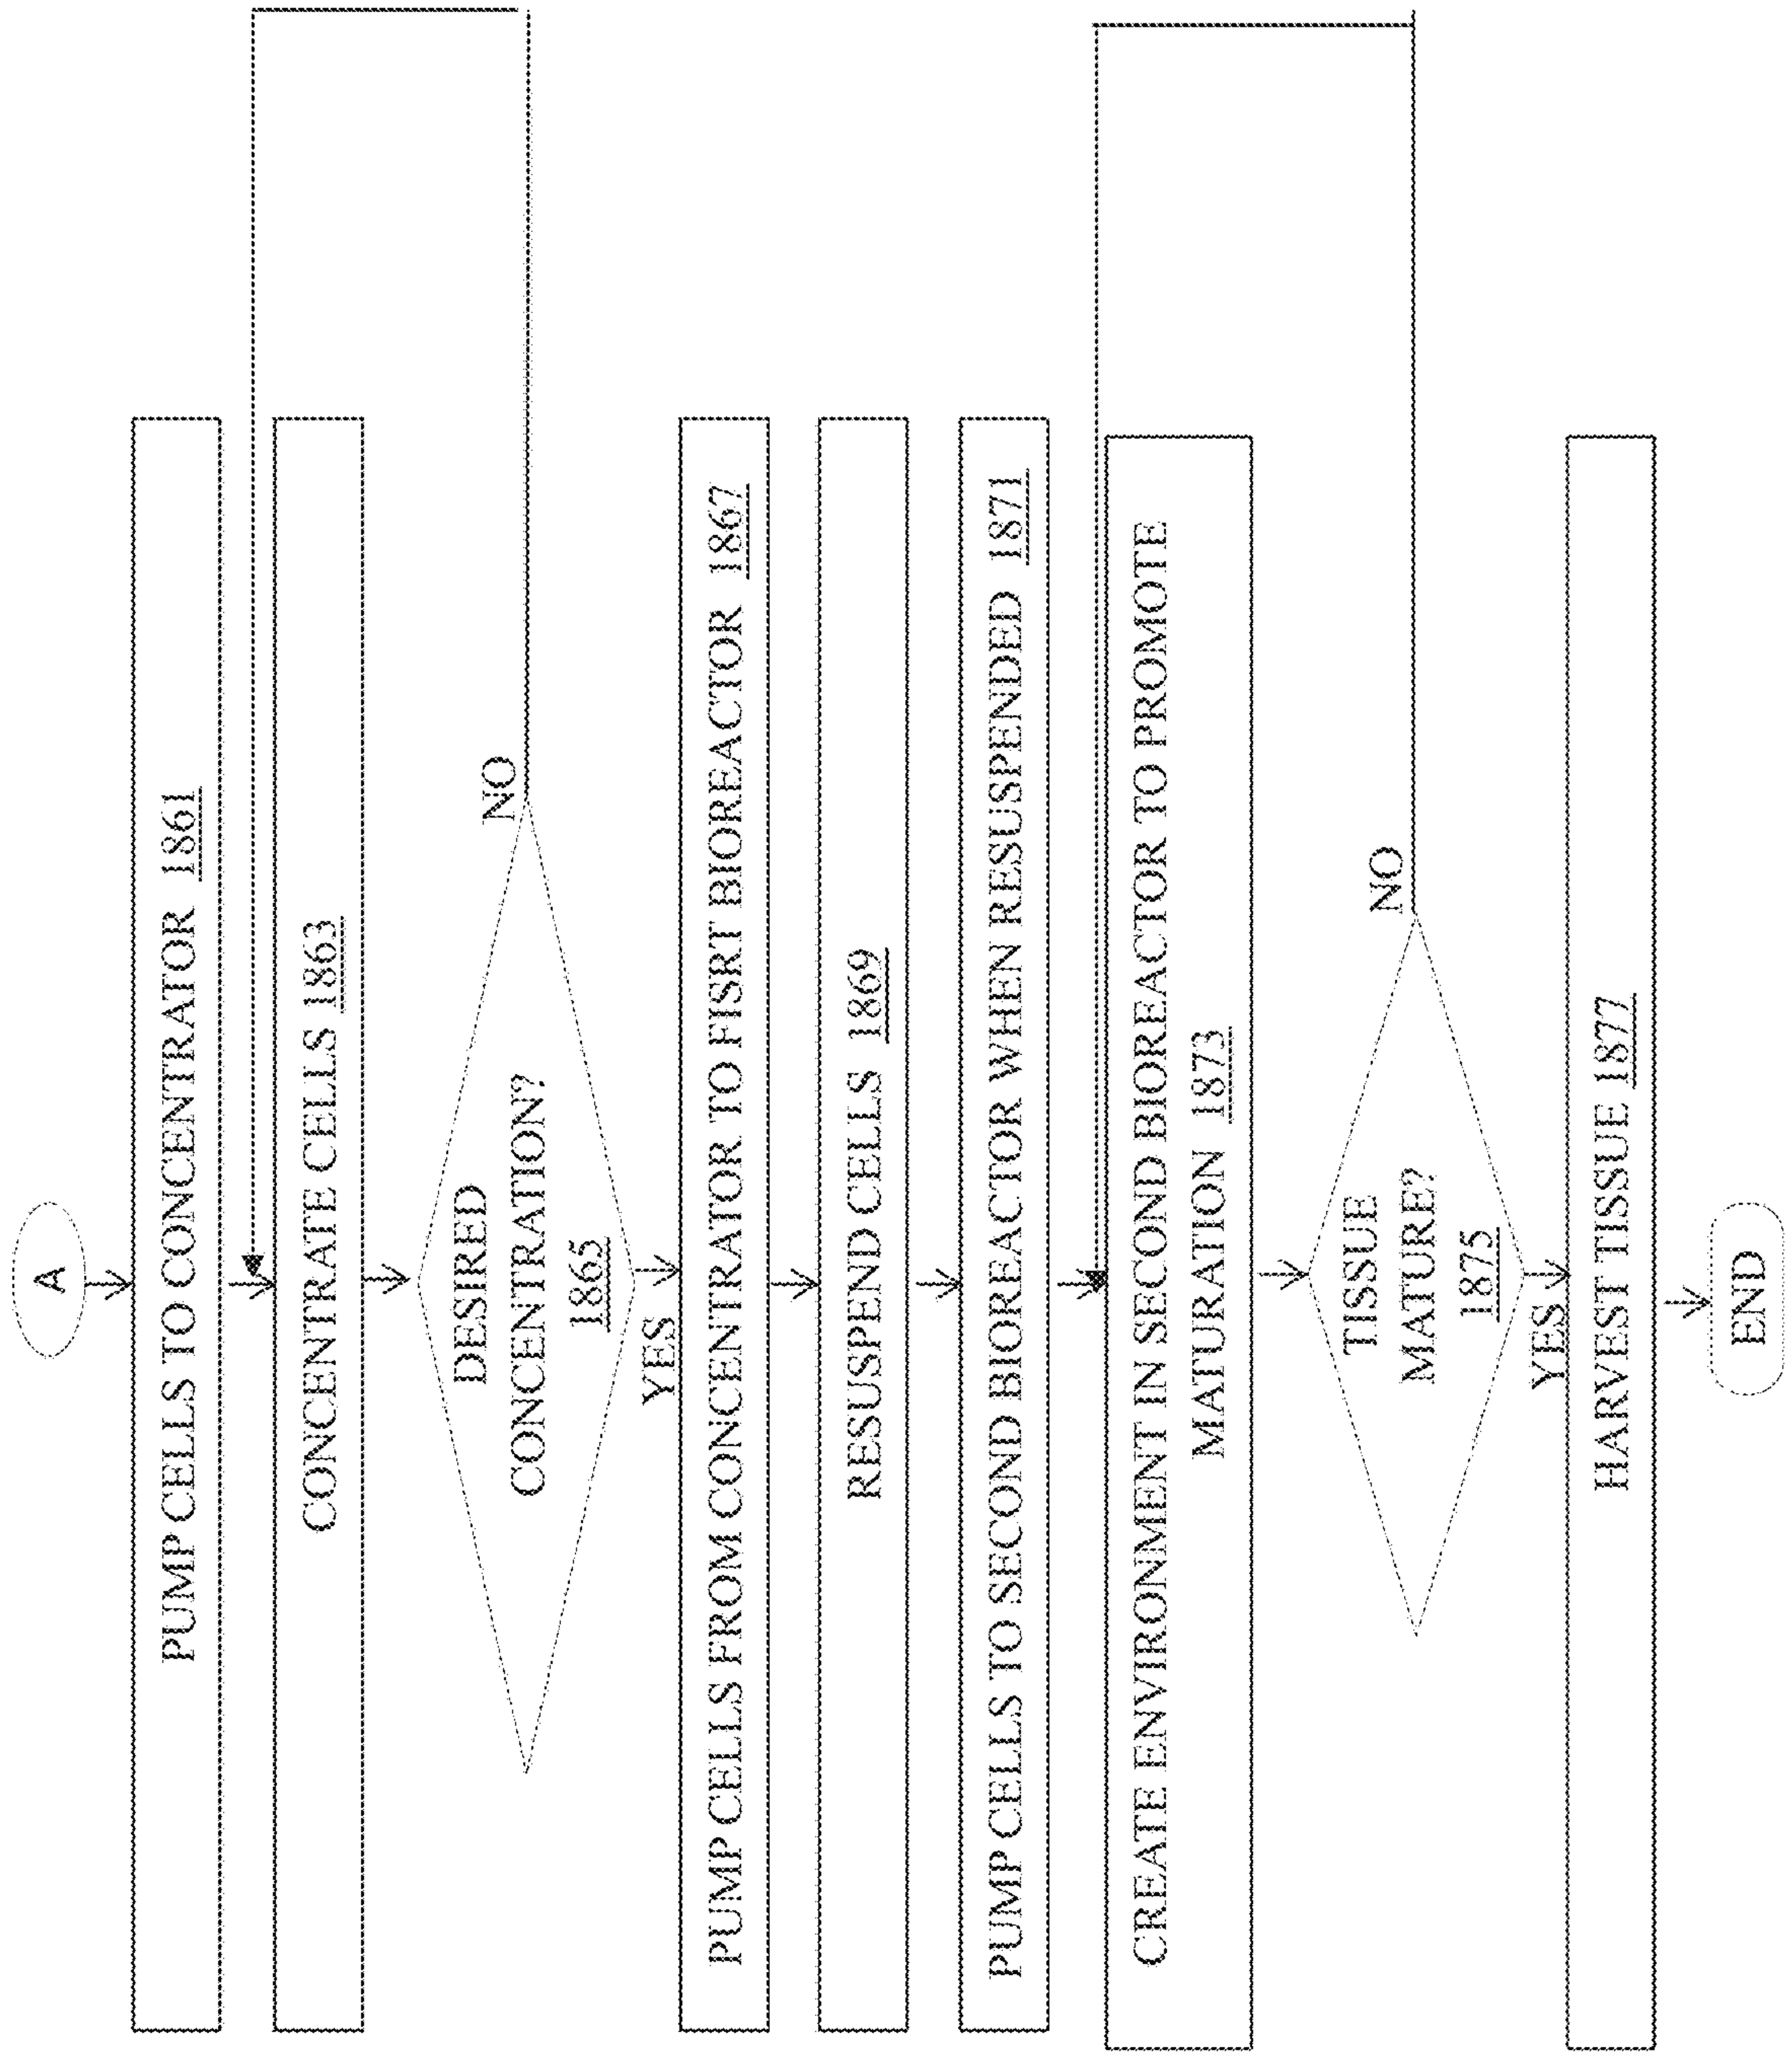 A
PUMP CELLS TO CONCENTRATOR 1861
CONCENTRATE CELLS 1863
DESIRED
CONCENTRATION?
1865
NO
YES
PUMP CELLS FROM CONCENTRATOR TO FISRT BIOREACTOR 1867
RESUSPEND CELLS 1869
PUMP CELLS TO SECOND BIOREACTOR WHEN RESUSPENDED 1871
CREATE ENVIRONMENT IN SECOND BIOREACTOR TO PROMOTE
MATURATION 1873
TISSUE
MATURE?
1875
NO
YES
HARVEST TISSUE 1877
END